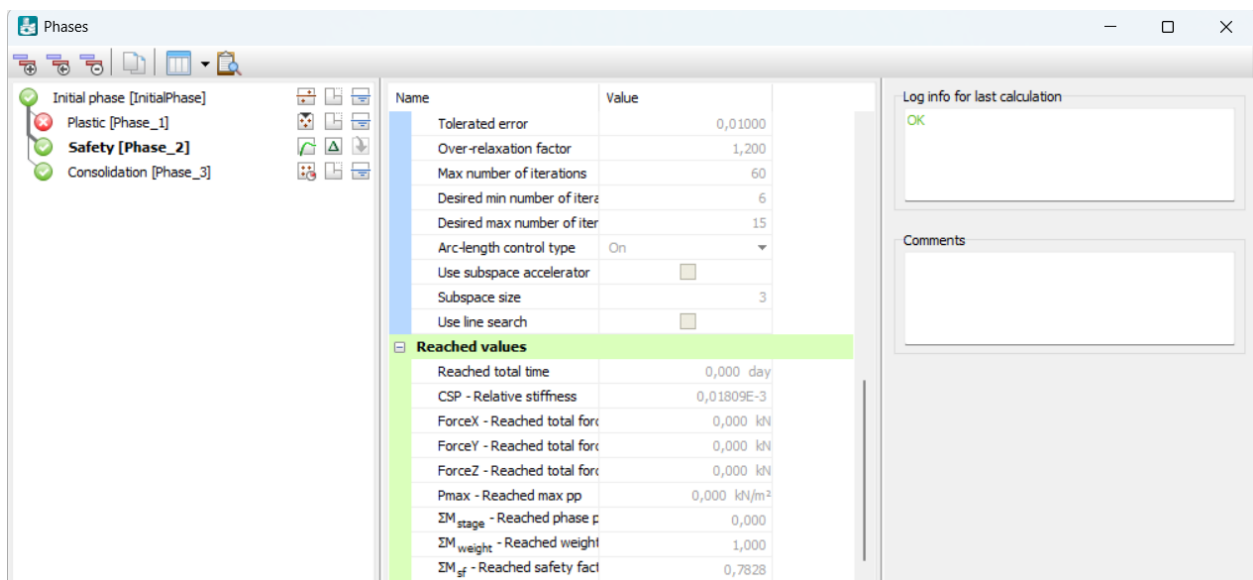 Phases
Initial phase [InitialPhase]
Plastic [Phase_1]
Safety [Phase_2]
Consolidation [Phase_3]
Name Value
Tolerated error 0,01000
Over-relaxation factor 1,200
Max number of iterations 60
Desired min number of itera 6
Desired max number of iter 15
Arc-length control type On
Use subspace accelerator
Subspace size 3
Use line search
Reached values
Reached total time 0,000 day
CSP - Relative stiffness 0,01809E-3
ForceX - Reached total forc 0,000 kN
ForceY - Reached total forc 0,000 kN
ForceZ - Reached total forc 0,000 kN
Pmax - Reached max pp 0,000 kN/m²
ΣMstage - Reached phase p 0,000
ΣMweight - Reached weight 1,000
ΣMsf - Reached safety fact 0,7828
Log info for last calculation
OK
Comments